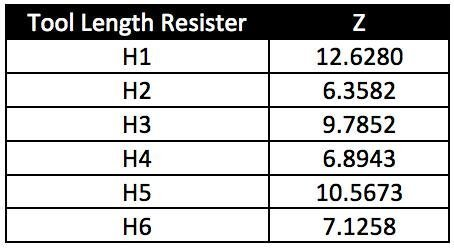 Tool Length Resister Z
H1 12.6280
H2 6.3582
H3 9.7852
H4 6.8943
H5 10.5673
H6 7.1258